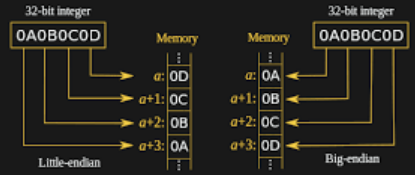 32-bit integer
0A0B0C0D
Memory
a: 0D
a+1: 0C
a+2: 0B
a+3: 0A
Little-endian
32-bit integer
0A0B0C0D
Memory
a: 0A
a+1: 0B
a+2: 0C
a+3: 0D
Big-endian